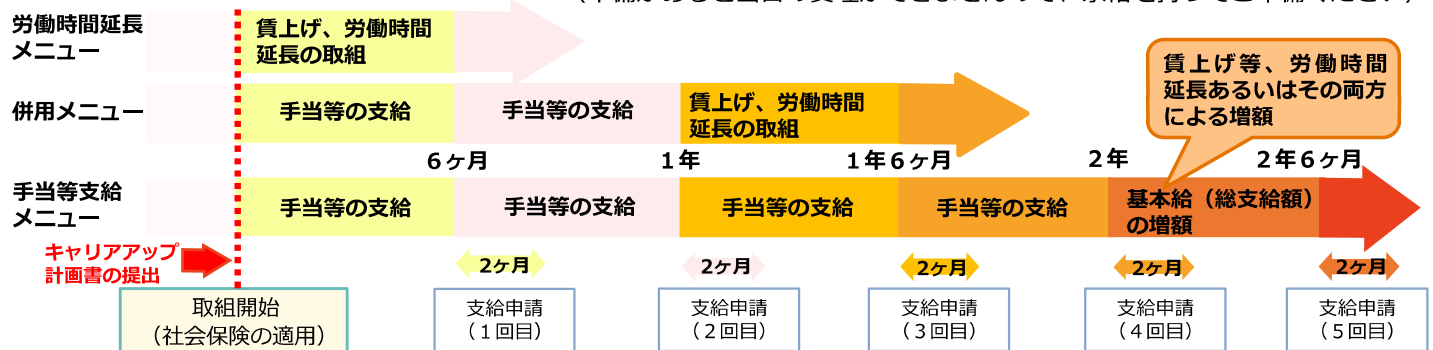 労働時間延長
メニュー
賃上げ、労働時間
延長の取組
併用メニュー
手当等の支給
手当等の支給
賃上げ、労働時間
延長の取組
賃上げ等、労働時間
延長あるいはその両方
による増額
6ヶ月
1年
1年6ヶ月
2年
2年6ヶ月
手当等支給
メニュー
手当等の支給
手当等の支給
手当等の支給
手当等の支給
基本給（総支給額）
の増額
キャリアアップ
計画書の提出
2ヶ月
2ヶ月
2ヶ月
2ヶ月
2ヶ月
取組開始
（社会保険の適用）
支給申請
（１回目）
支給申請
（２回目）
支給申請
（３回目）
支給申請
（４回目）
支給申請
（５回目）